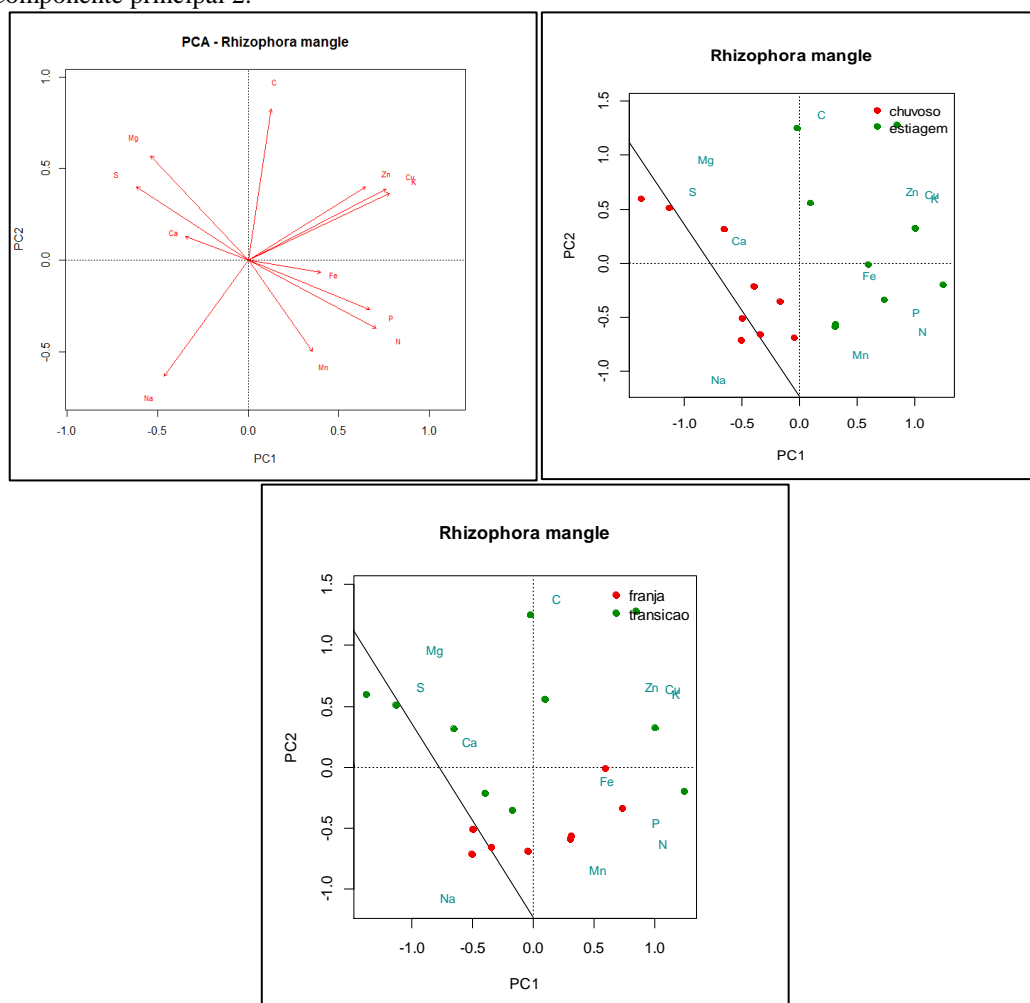 componente principal 2.
PCA - Rhizophora mangle
PC2
1.0
0.5
0.0
-0.5
C
Mg
S
Zn
Cu
K
Ca
Fe
P
N
Mn
Na
-1.0 -0.5 0.0 0.5 1.0
PC1
Rhizophora mangle
chuvoso
estiagem
PC2
1.5
1.0
0.5
0.0
-0.5
-1.0
C
Mg
S
Zn
Cu
K
Ca
Fe
P
N
Mn
Na
-1.0 -0.5 0.0 0.5 1.0
PC1
Rhizophora mangle
franja
transicao
PC2
1.5
1.0
0.5
0.0
-0.5
-1.0
C
Mg
S
Zn
Cu
K
Ca
Fe
P
N
Mn
Na
-1.0 -0.5 0.0 0.5 1.0
PC1